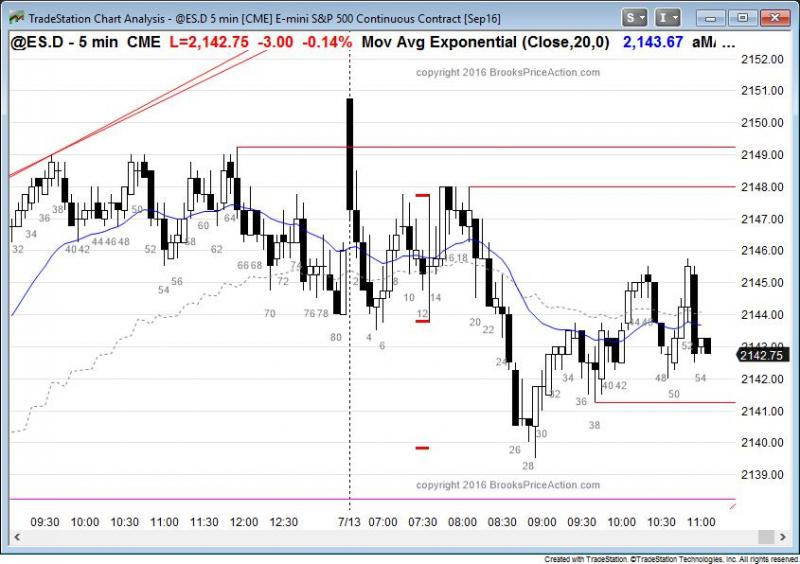 TradeStation Chart Analysis - @ES.D 5 min [CME] E-mini S&P 500 Continuous Contract [Sep16]
S I
@ES.D - 5 min CME L=2,142.75 -3.00 -0.14% Mov Avg Exponential (Close,20,0) 2,143.67 aMA ...
copyright 2016 BrooksPriceAction.com
2152.00
2151.00
2150.00
2149.00
2148.00
2147.00
2146.00
2145.00
2144.00
2143.00
2142.75
2142.00
2141.00
2140.00
2139.00
32 34 36 38 40 42 44 46 48 50 52 54 56 58 60 62 64 66 68 70 72 74 76 78 80
2 4 6 8 10 12 14 16 18 20 22 24 26 28 30 32 34 36 38 40 42 44 46 48 50 52 54
copyright 2016 BrooksPriceAction.com
09:30 10:00 10:30 11:00 11:30 12:00 12:30 7/13 07:00 07:30 08:00 08:30 09:00 09:30 10:00 10:30 11:00
Created with TradeStation. ©TradeStation Technologies, Inc. All rights reserved.